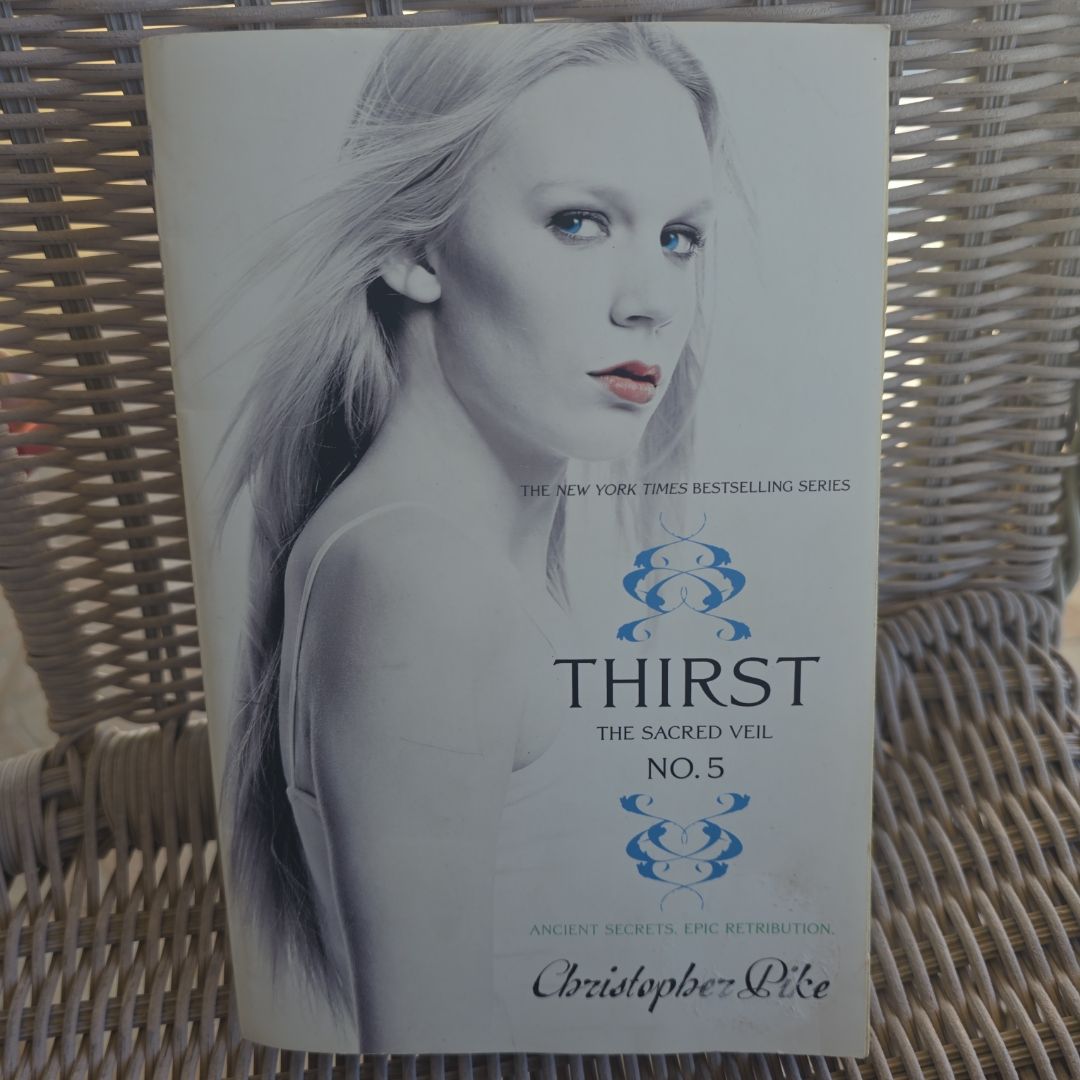 THE NEW YORK TIMES BESTSELLING SERIES
THIRST
THE SACRED VEIL
NO. 5
ANCIENT SECRETS. EPIC RETRIBUTION.
Christopher Pike